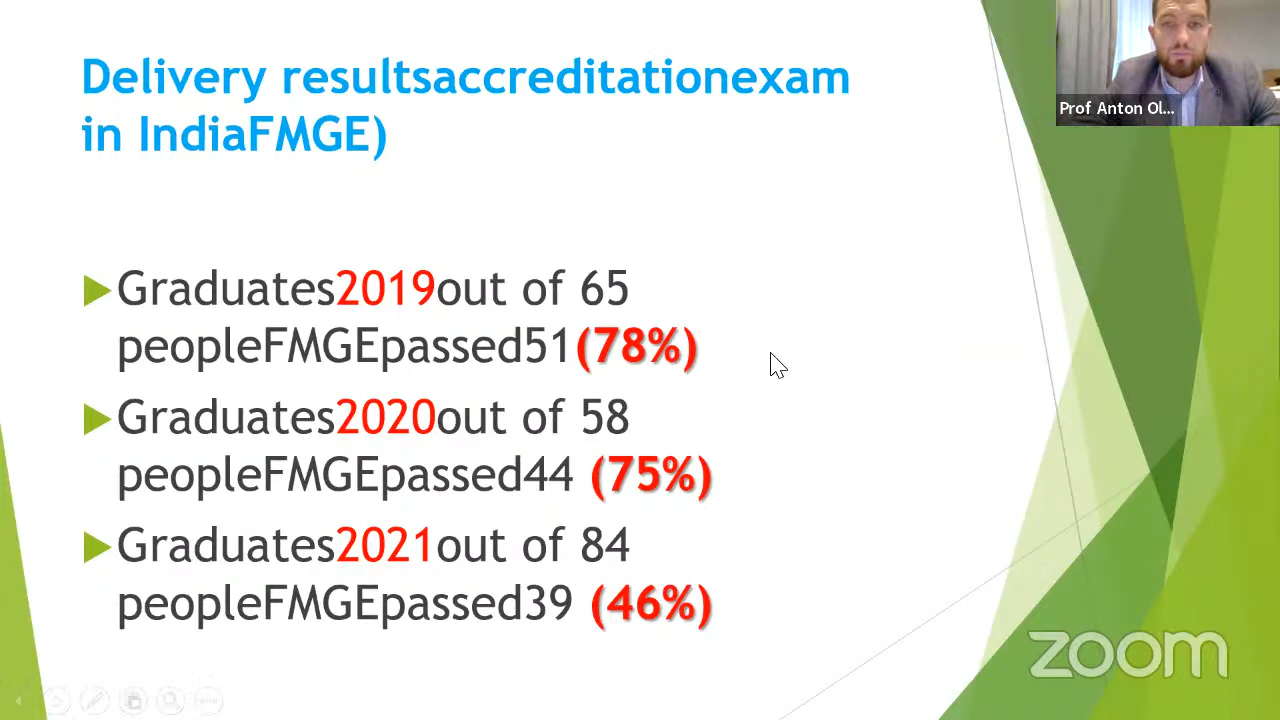 Delivery resultsaccreditationexam
in IndiaFMGE)
Prof Anton Ol...
Graduates2019out of 65
peopleFMGEpassed51(78%)
Graduates2020out of 58
peopleFMGEpassed44 (75%)
Graduates2021out of 84
peopleFMGEpassed39 (46%)
zoom